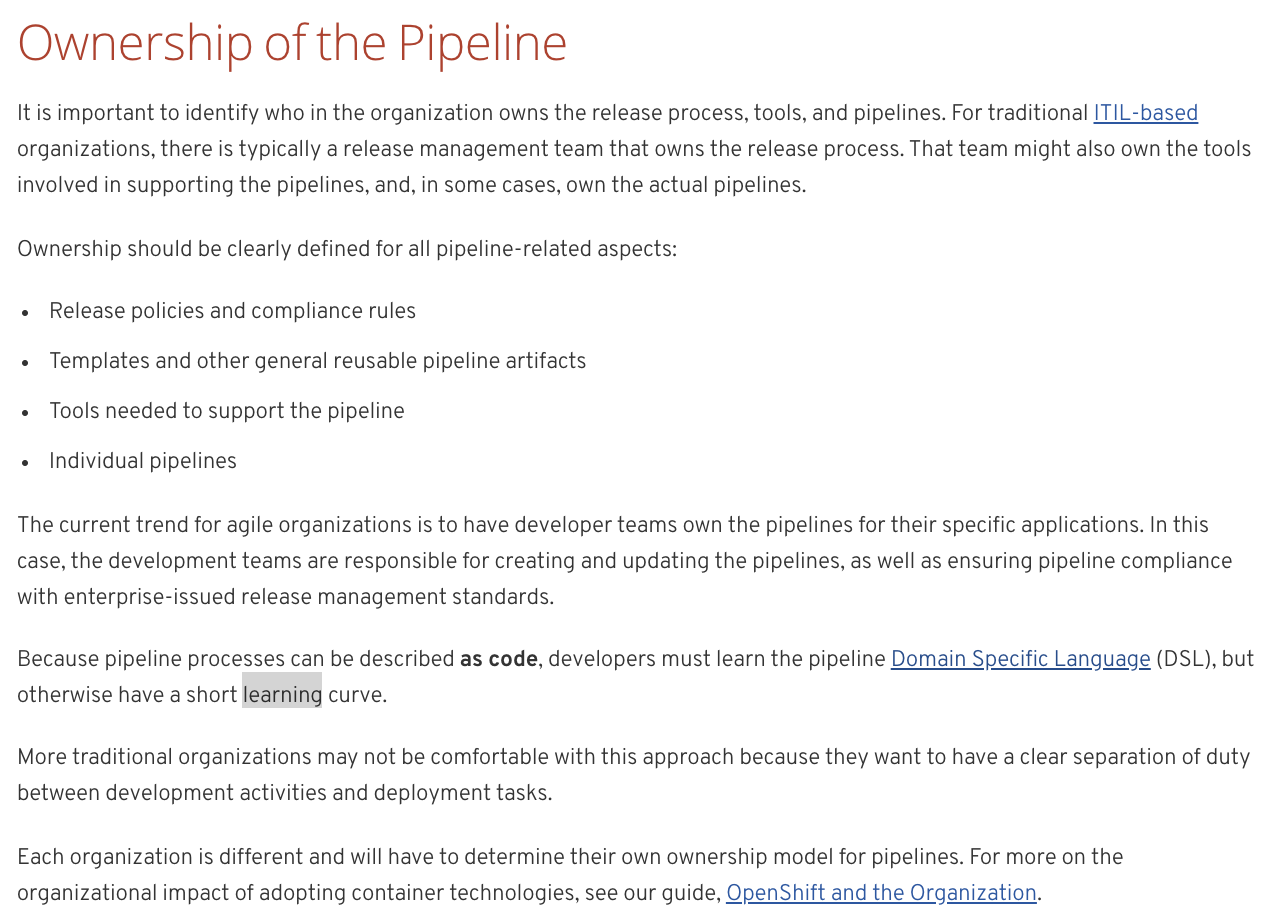 Ownership of the Pipeline
It is important to identify who in the organization owns the release process, tools, and pipelines. For traditional ITIL-based
organizations, there is typically a release management team that owns the release process. That team might also own the tools
involved in supporting the pipelines, and, in some cases, own the actual pipelines.
Ownership should be clearly defined for all pipeline-related aspects:
• Release policies and compliance rules
• Templates and other general reusable pipeline artifacts
• Tools needed to support the pipeline
• Individual pipelines
The current trend for agile organizations is to have developer teams own the pipelines for their specific applications. In this
case, the development teams are responsible for creating and updating the pipelines, as well as ensuring pipeline compliance
with enterprise-issued release management standards.
Because pipeline processes can be described as code, developers must learn the pipeline Domain Specific Language (DSL), but
otherwise have a short learning curve.
More traditional organizations may not be comfortable with this approach because they want to have a clear separation of duty
between development activities and deployment tasks.
Each organization is different and will have to determine their own ownership model for pipelines. For more on the
organizational impact of adopting container technologies, see our guide, OpenShift and the Organization.